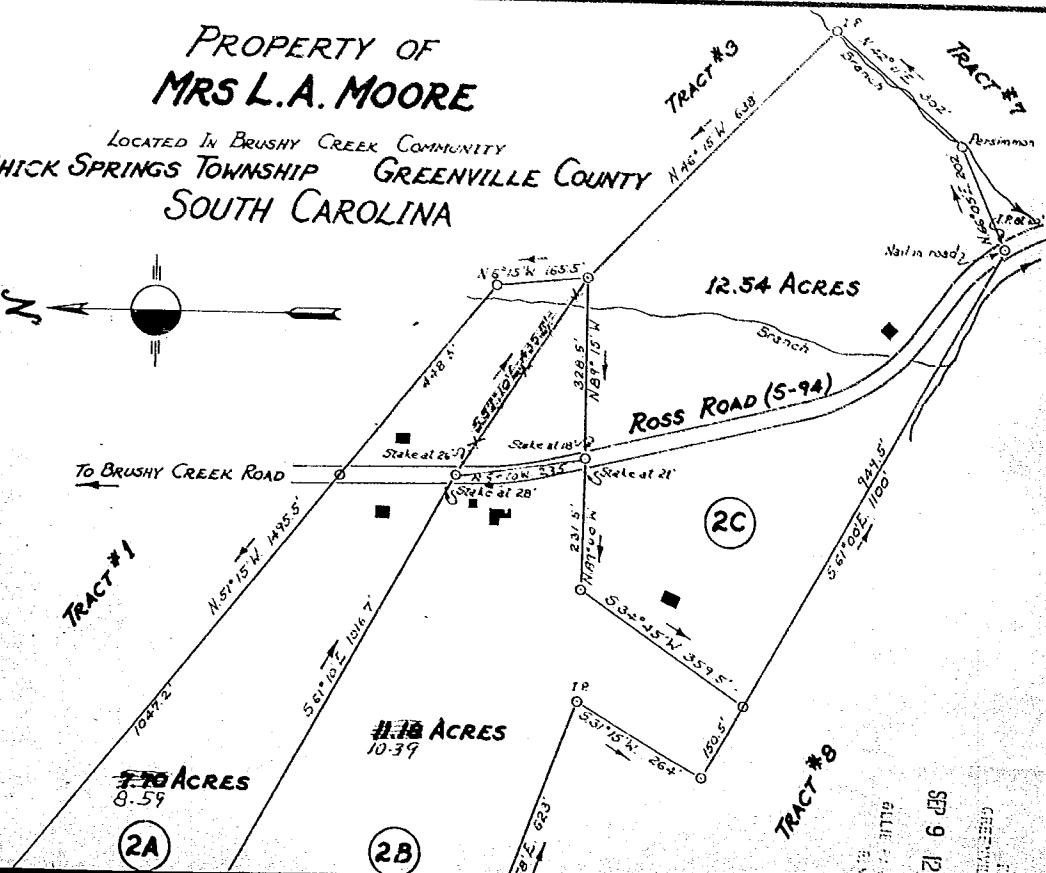 PROPERTY OF
MRS L.A. MOORE
LOCATED IN BRUSHY CREEK COMMUNITY
HICK SPRINGS TOWNSHIP GREENVILLE COUNTY
SOUTH CAROLINA
N
TRACT #3
I.P.
Branch
302'
TRACT #7
Persimmon
202'
N.46° 15' W 638'
Nail in road
N 6° 15' W 165.5'
12.54 ACRES
Branch
448.5'
328.5'
N 89° 15' W
ROSS ROAD (S-94)
Stake at 26'
Stake at 18'
TO BRUSHY CREEK ROAD
235'
Stake at 28'
Stake at 21'
2C
231.5'
TRACT #1
N.51° 15' W 1495.5'
949.5'
S.61° 00' E. 1100'
S 34° 45' W 359.5'
S 61° 10' E 1016.7'
1047.2'
I.P.
S.31° 15' W. 264'
150.5'
11.18 ACRES
10.39
7.70 ACRES
8.59
TRACT #8
2A
2B
623'
SEP 9 12